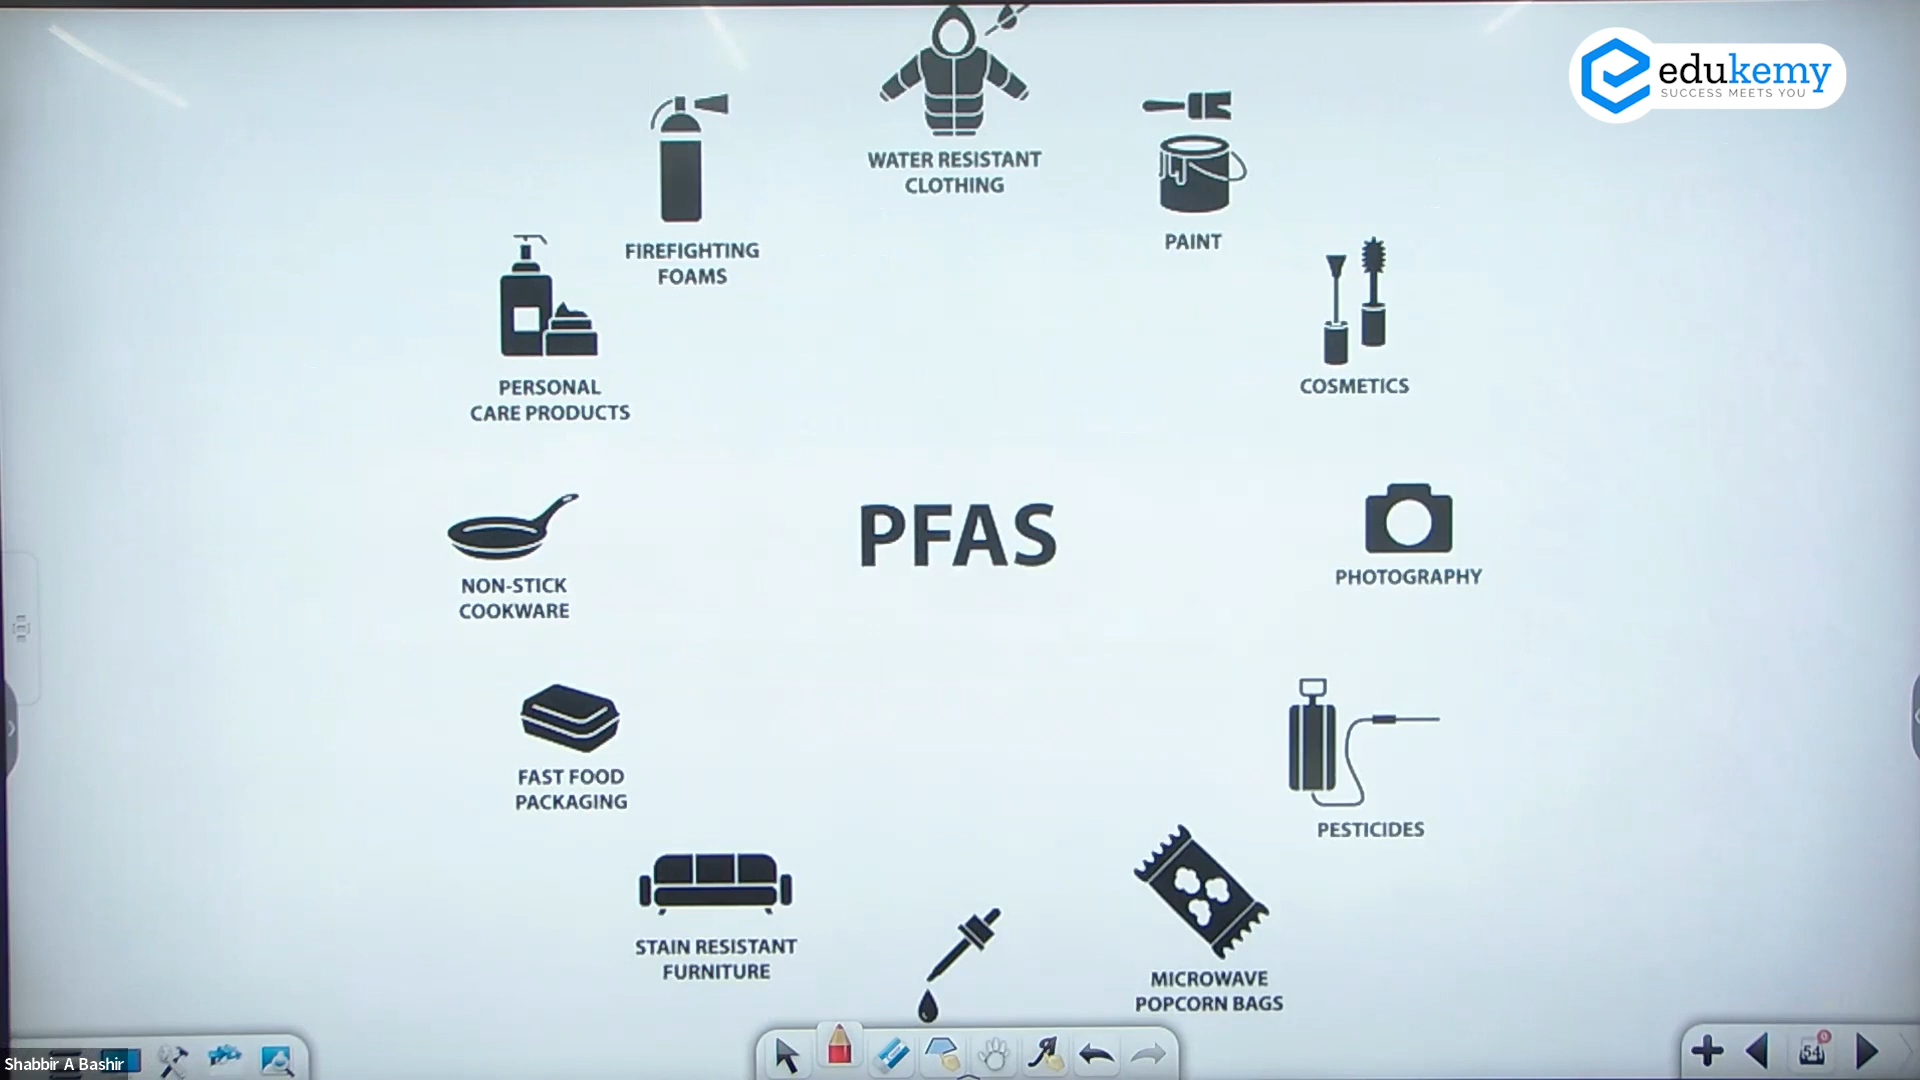 edukemy
SUCCESS MEETS YOU
WATER RESISTANT
CLOTHING
FIREFIGHTING
FOAMS
PAINT
PERSONAL
CARE PRODUCTS
COSMETICS
PFAS
NON-STICK
COOKWARE
PHOTOGRAPHY
FAST FOOD
PACKAGING
PESTICIDES
STAIN RESISTANT
FURNITURE
MICROWAVE
POPCORN BAGS
54
Shabbir A Bashir